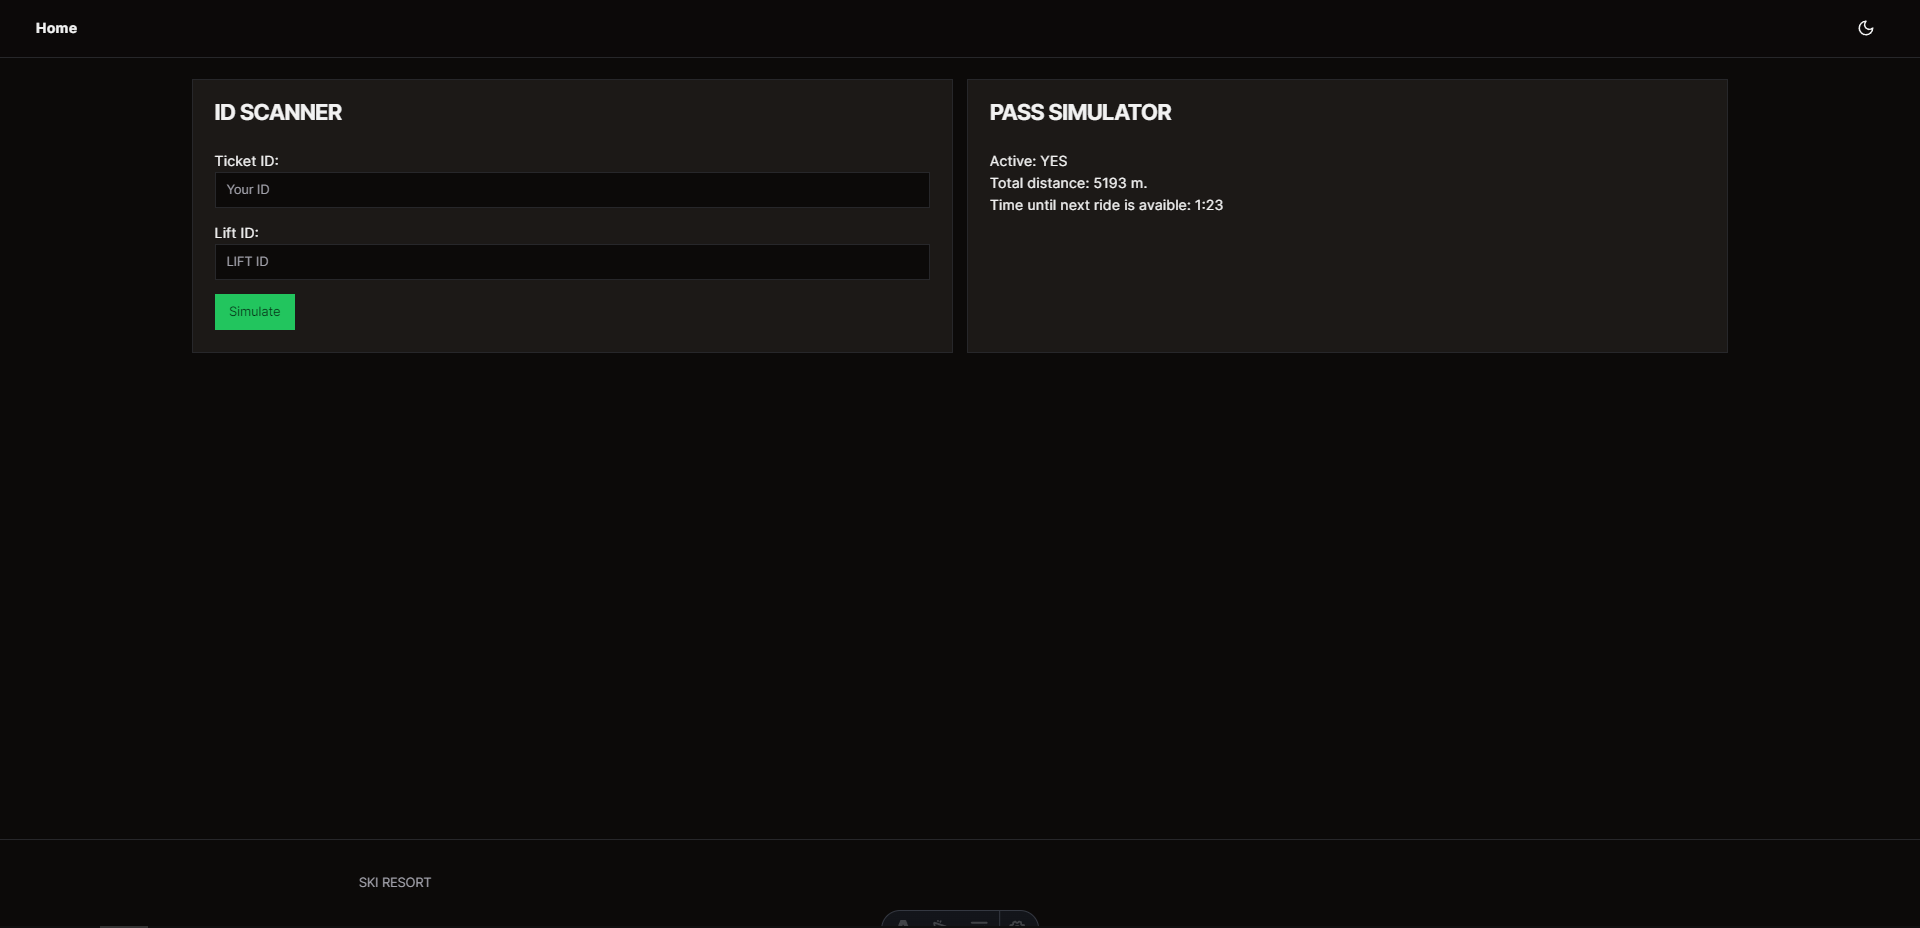 Home
ID SCANNER
Ticket ID:
Your ID
Lift ID:
LIFT ID
Simulate
PASS SIMULATOR
Active: YES
Total distance: 5193 m.
Time until next ride is avaible: 1:23
SKI RESORT